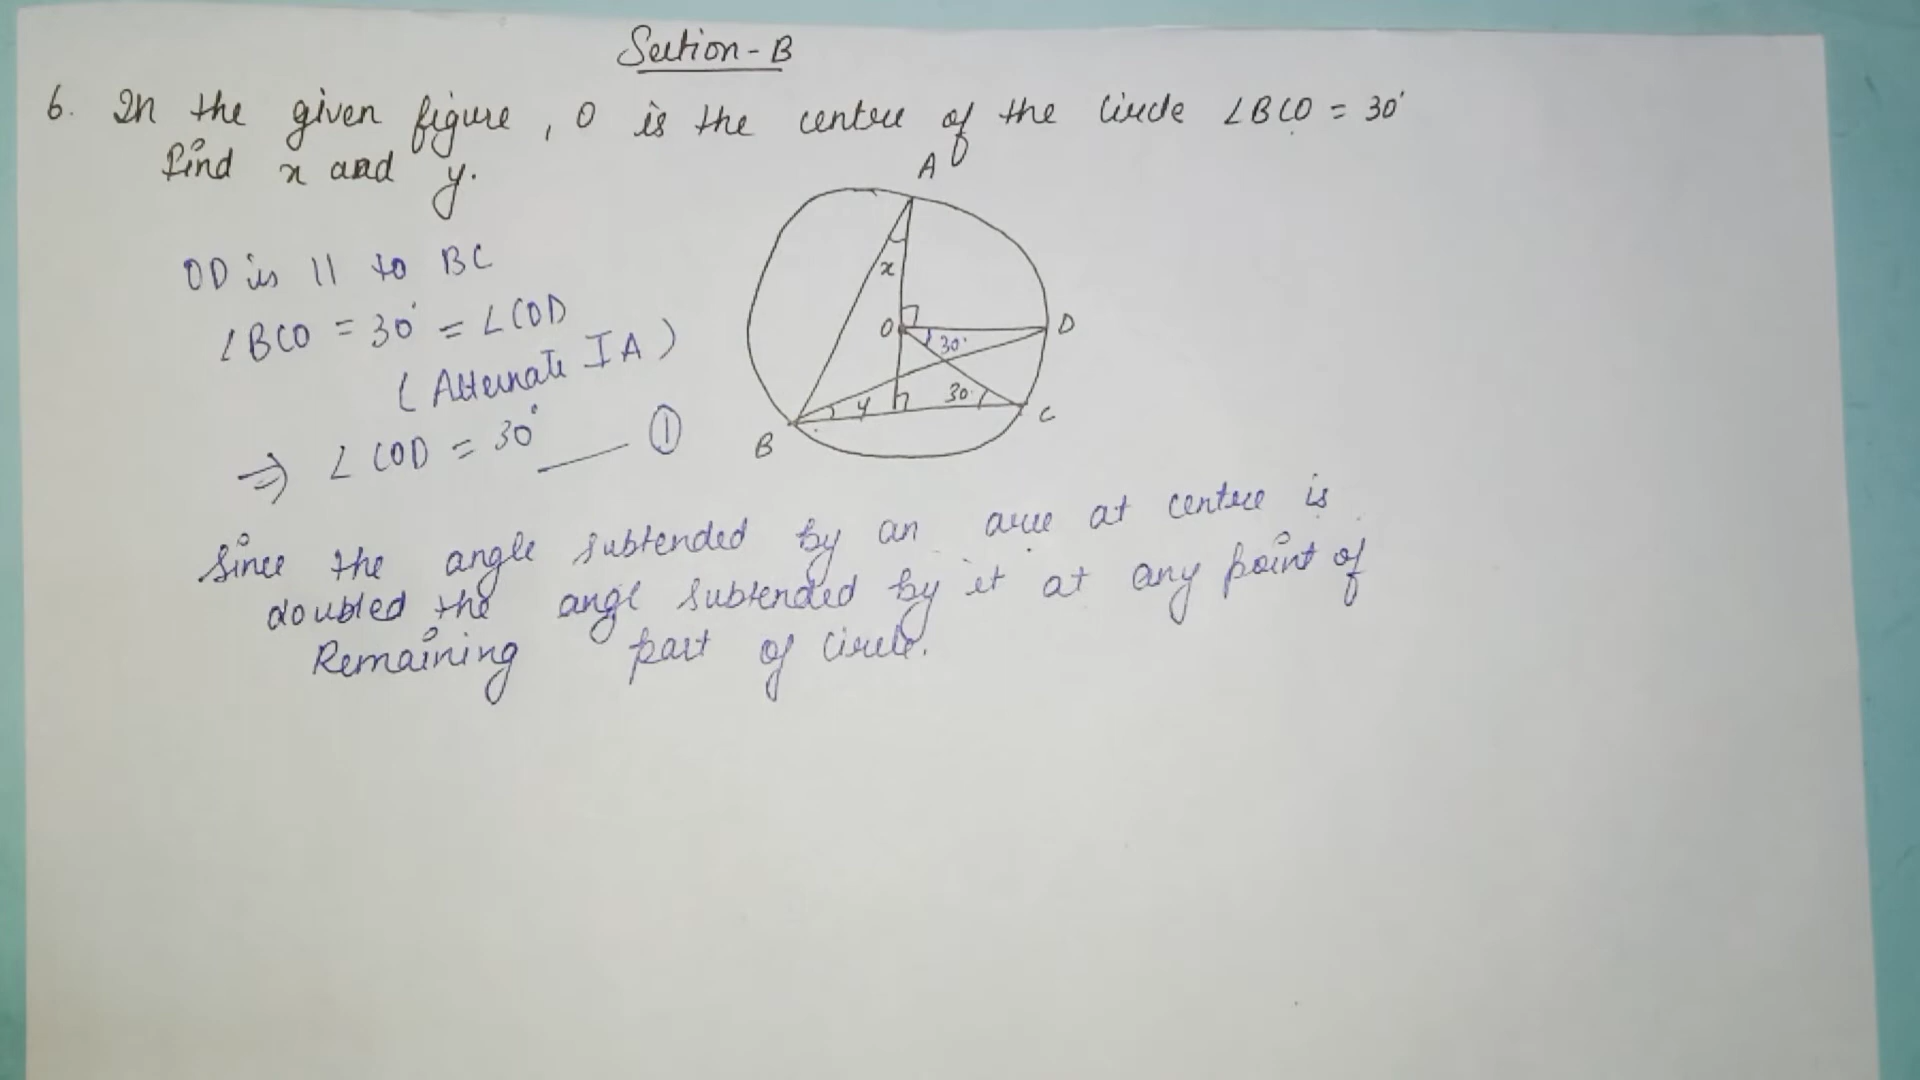 Section-B
6. In the given figure, O is the centre of the circle ∠BCO = 30°
find x and y.
A
OD is || to BC
x
∠BCO = 30° = ∠COD
O
D
30°
(Alternate IA)
y
30°
C
B
⇒ ∠COD = 30° ___ ①
Since the angle subtended by an arc at centre is
doubled the angl subtended by it at any point of
Remaining part of circle.